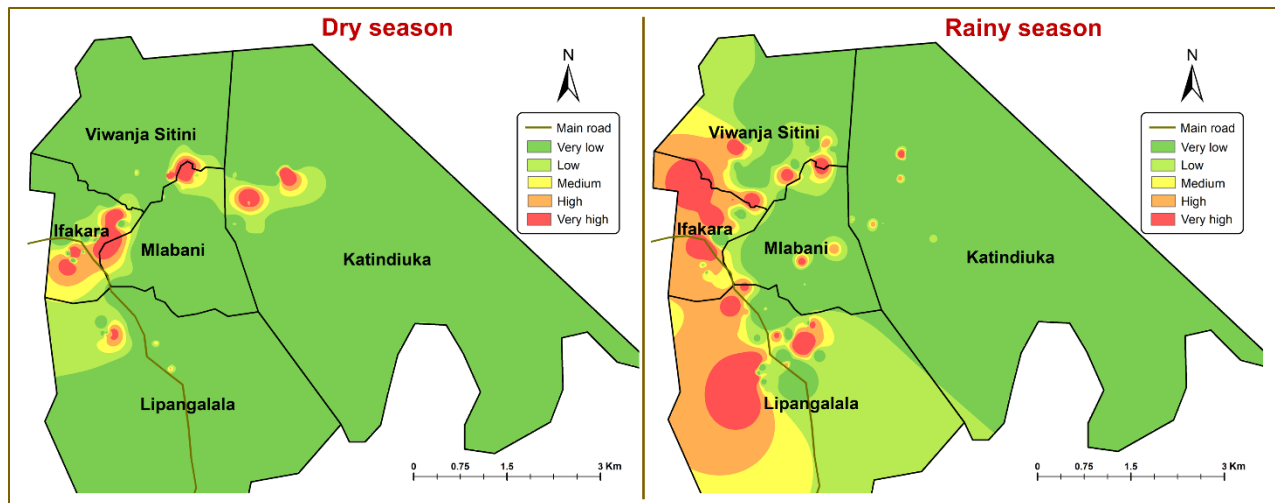 Dry season
N
Main road
Very low
Low
Medium
High
Very high
Viwanja Sitini
Ifakara
Mlabani
Katindiuka
Lipangalala
0 0.75 1.5 3 Km
Rainy season
N
Main road
Very low
Low
Medium
High
Very high
Viwanja Sitini
Ifakara
Mlabani
Katindiuka
Lipangalala
0 0.75 1.5 3 Km